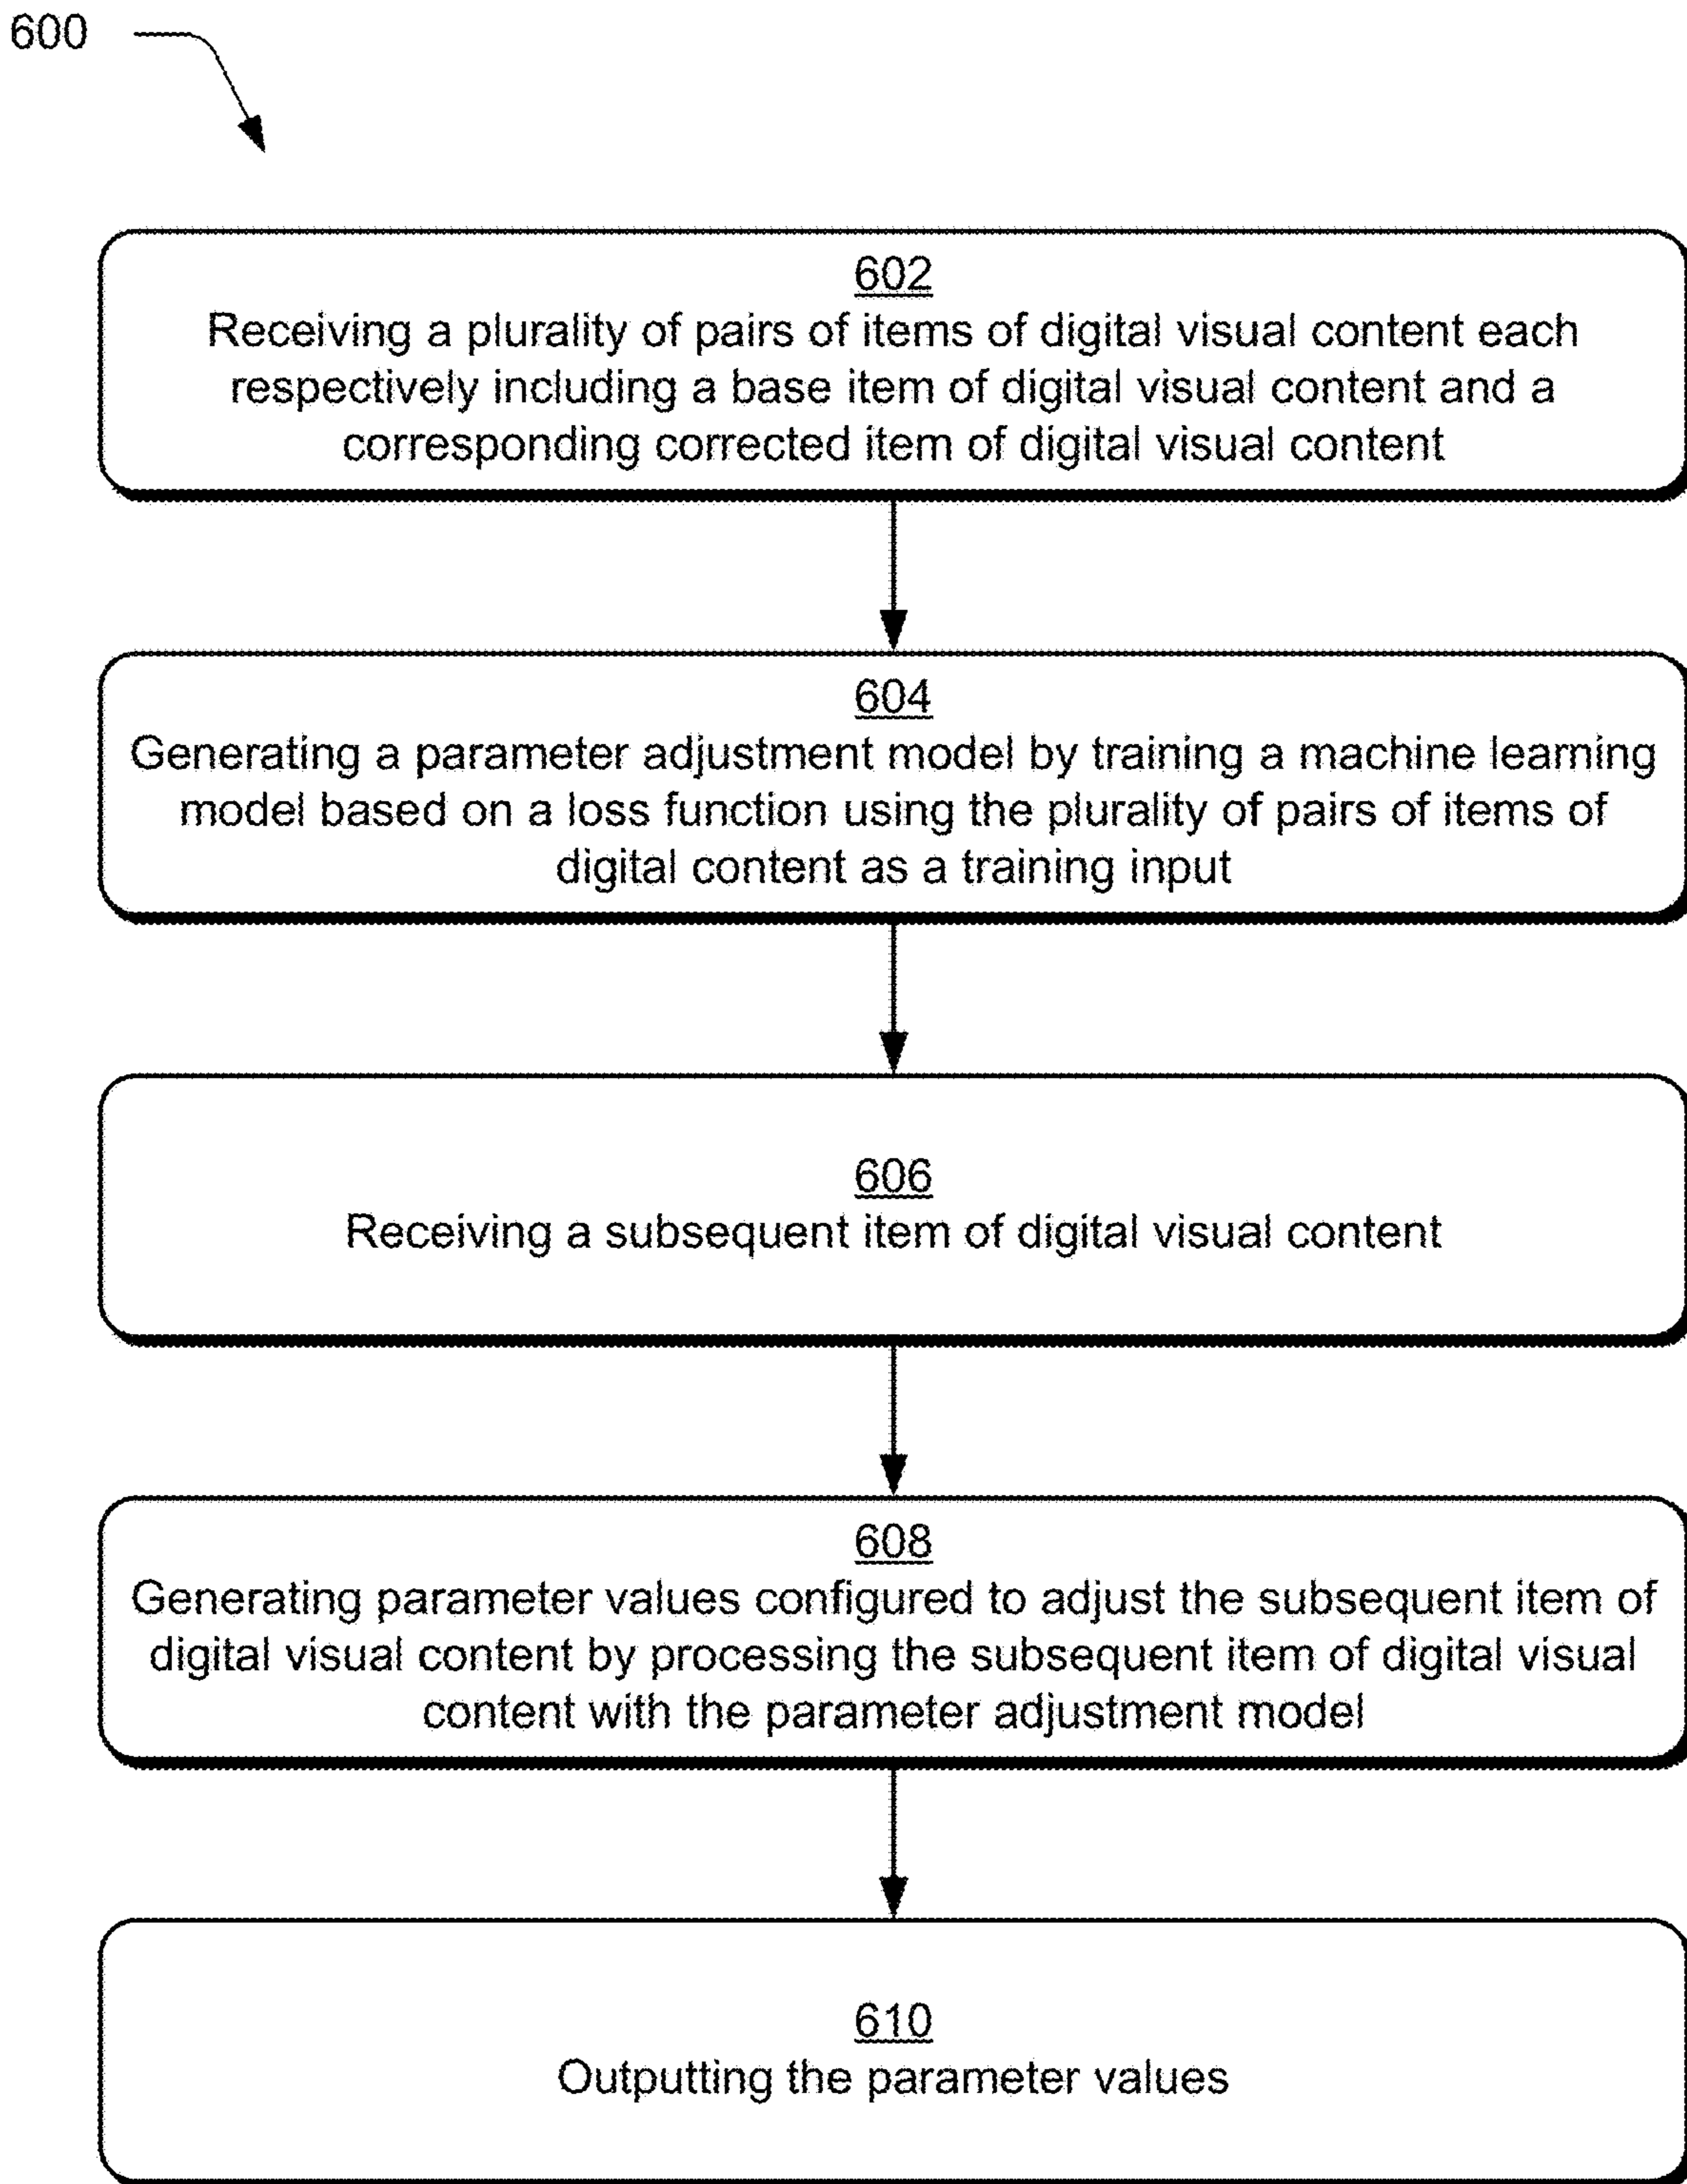 600
602
Receiving a plurality of pairs of items of digital visual content each
respectively including a base item of digital visual content and a
corresponding corrected item of digital visual content
604
Generating a parameter adjustment model by training a machine learning
model based on a loss function using the plurality of pairs of items of
digital content as a training input
606
Receiving a subsequent item of digital visual content
608
Generating parameter values configured to adjust the subsequent item of
digital visual content by processing the subsequent item of digital visual
content with the parameter adjustment model
610
Outputting the parameter values